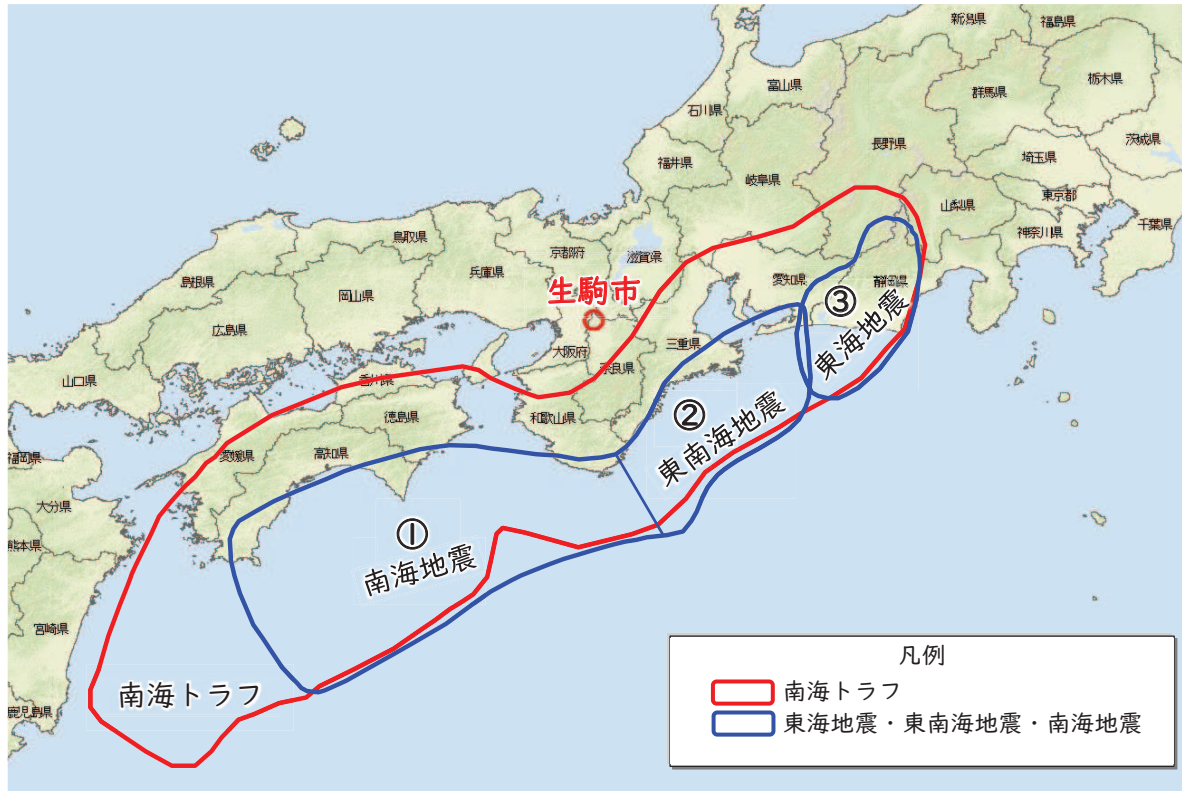 新潟県
福島県
富山県
栃木県
群馬県
石川県
長野県
茨城県
埼玉県
福井県
岐阜県
東京都
山梨県
神奈川県
千葉県
鳥取県
京都府
滋賀県
兵庫県
島根県
岡山県
愛知県
静岡県
生駒市
③
東海地震
広島県
大阪府
三重県
奈良県
山口県
香川県
徳島県
和歌山県
②
東南海地震
愛媛県
高知県
福岡県
大分県
①
南海地震
熊本県
宮崎県
南海トラフ
鹿児島県
凡例
南海トラフ
東海地震・東南海地震・南海地震